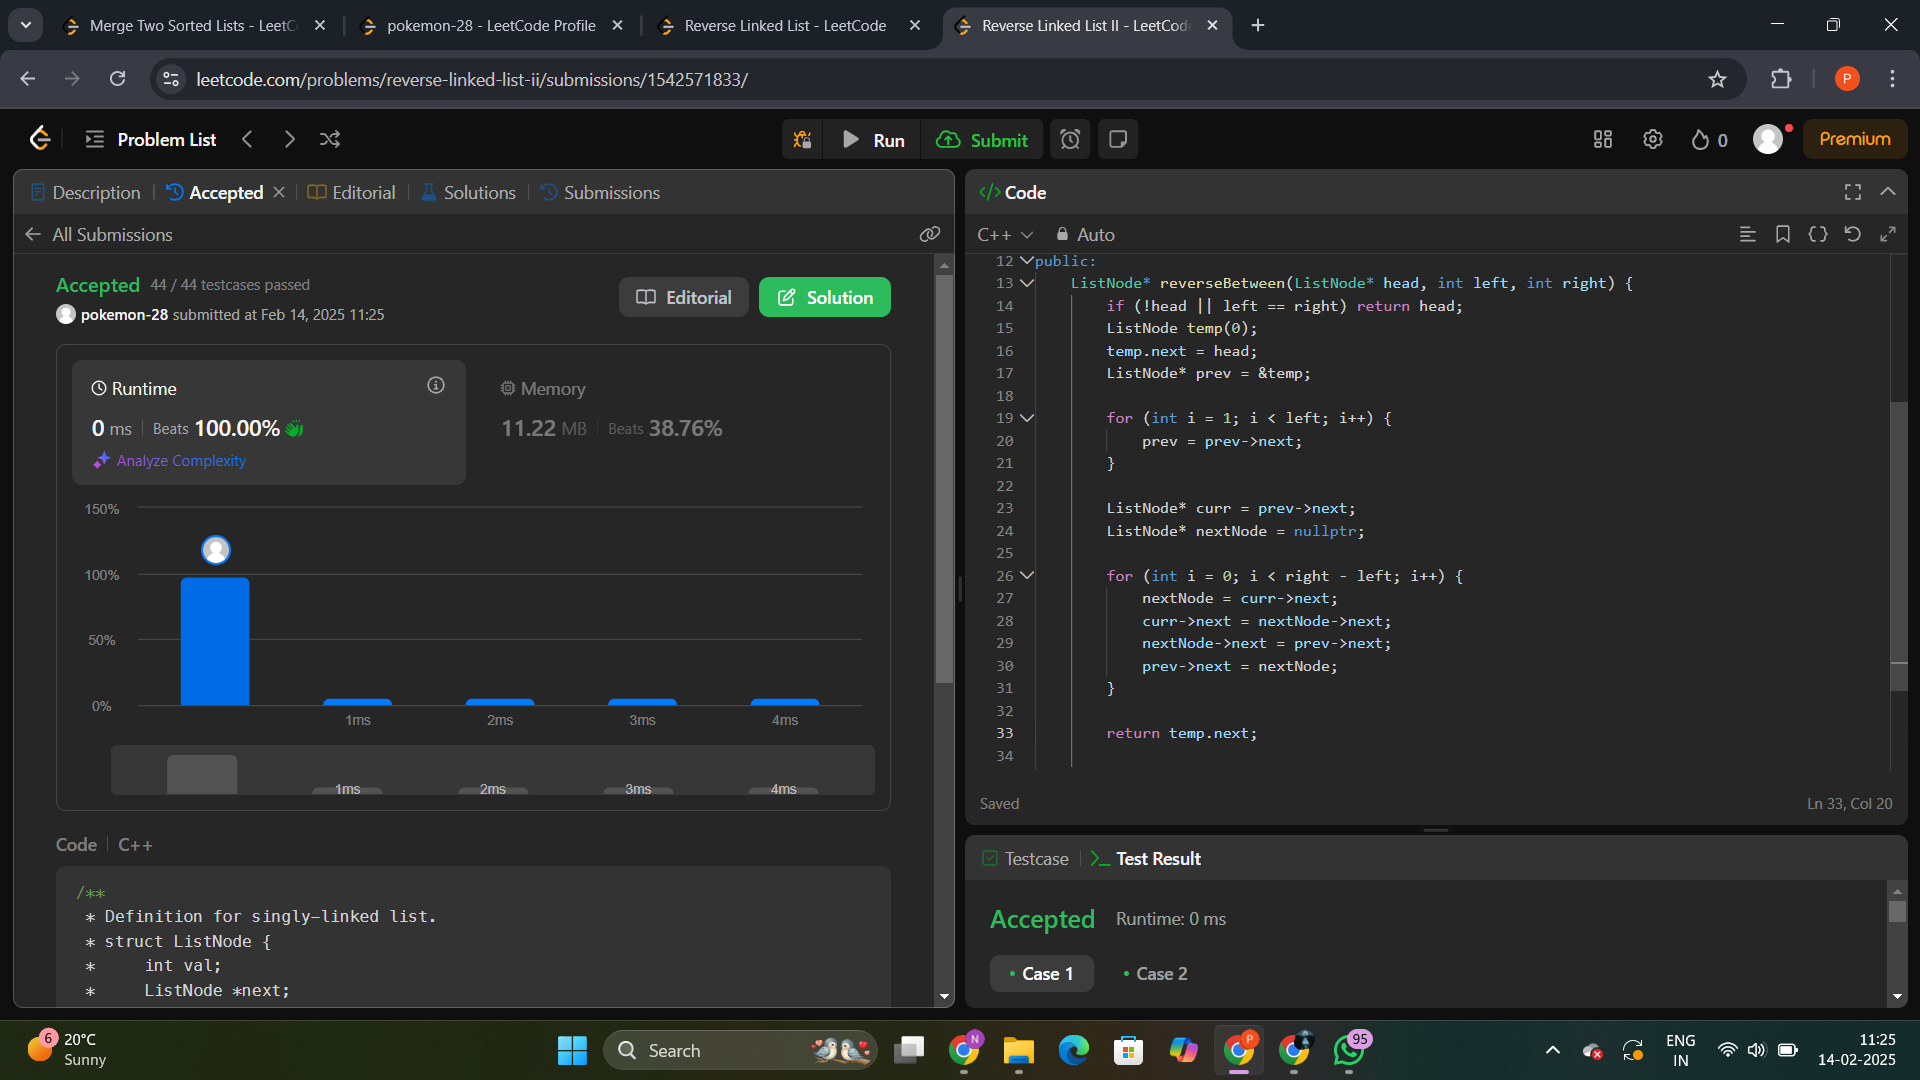 Merge Two Sorted Lists - LeetC
pokemon-28 - LeetCode Profile
Reverse Linked List - LeetCode
Reverse Linked List II - LeetCode
leetcode.com/problems/reverse-linked-list-ii/submissions/1542571833/
P
Problem List
Run
Submit
0
Premium
Description
Accepted
Editorial
Solutions
Submissions
All Submissions
Accepted 44 / 44 testcases passed
pokemon-28 submitted at Feb 14, 2025 11:25
Editorial
Solution
Runtime
0 ms Beats 100.00%
Analyze Complexity
Memory
11.22 MB Beats 38.76%
150%
100%
50%
0%
1ms 2ms 3ms 4ms
1ms 2ms 3ms 4ms
Code C++
/**
* Definition for singly-linked list.
* struct ListNode {
*     int val;
*     ListNode *next;
</> Code
C++ Auto
12 public:
13 ListNode* reverseBetween(ListNode* head, int left, int right) {
14 if (!head || left == right) return head;
15 ListNode temp(0);
16 temp.next = head;
17 ListNode* prev = &temp;
18
19 for (int i = 1; i < left; i++) {
20 prev = prev->next;
21 }
22
23 ListNode* curr = prev->next;
24 ListNode* nextNode = nullptr;
25
26 for (int i = 0; i < right - left; i++) {
27 nextNode = curr->next;
28 curr->next = nextNode->next;
29 nextNode->next = prev->next;
30 prev->next = nextNode;
31 }
32
33 return temp.next;
34
Saved
Ln 33, Col 20
Testcase
Test Result
Accepted Runtime: 0 ms
Case 1
Case 2
6
20°C
Sunny
Search
N
P
95
ENG
IN
11:25
14-02-2025